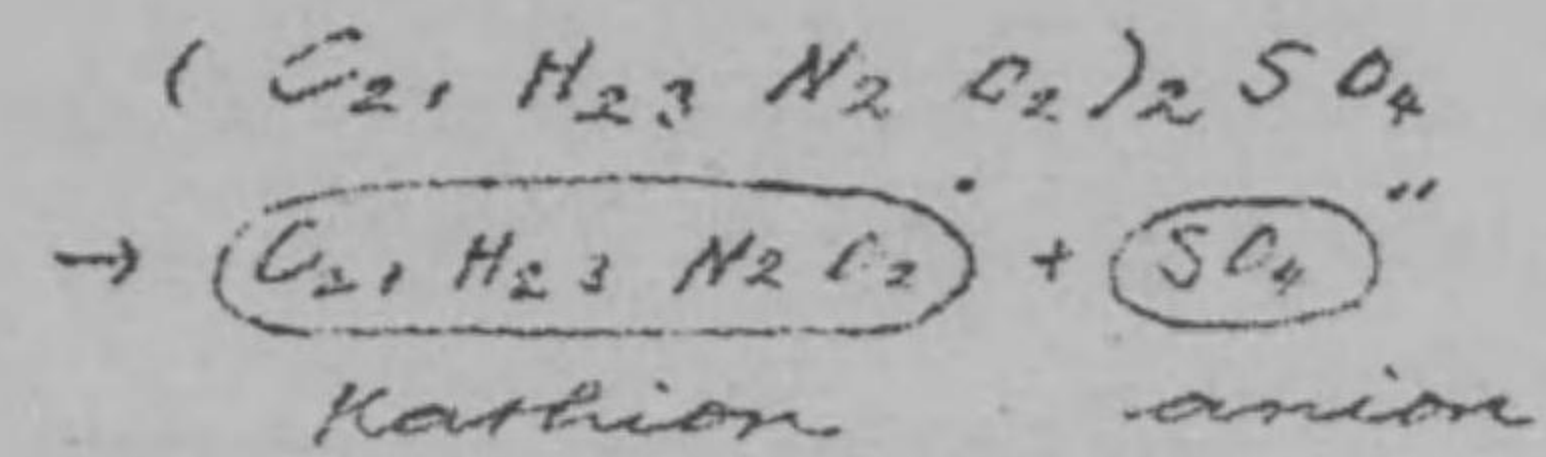 (C₂₁ H₂₃ N₂ O₂)₂ SO₄
→ (C₂₁ H₂₃ N₂ O₂)˙ + (SO₄)"
Kathion anion